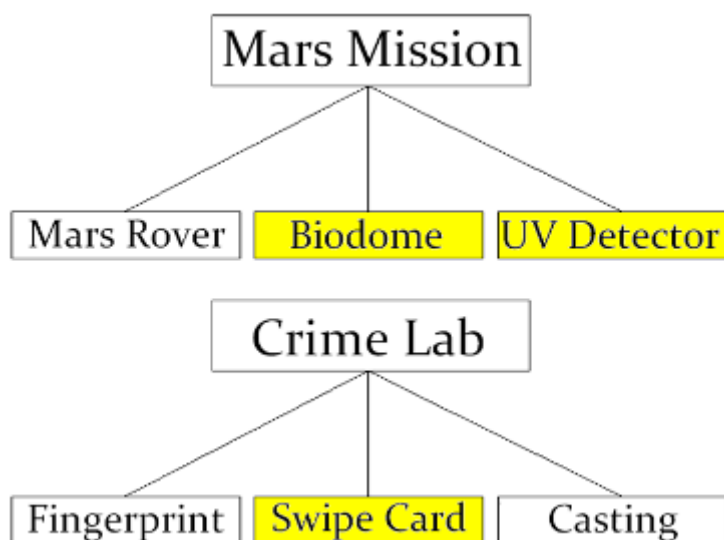 Mars Mission
Mars Rover Biodome UV Detector
Crime Lab
Fingerprint Swipe Card Casting